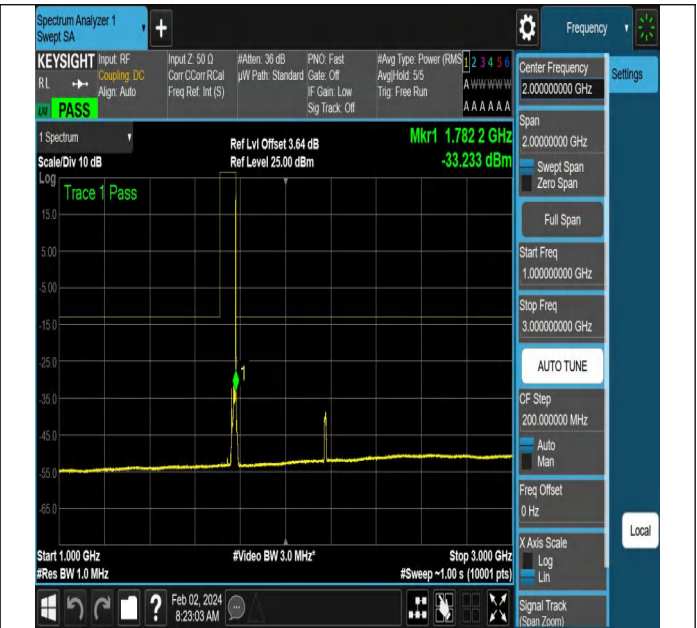 Spectrum Analyzer 1
Swept SA
Frequency
KEYSIGHT
RL
PASS
Input: RF
Coupling: DC
Align: Auto
Input Z: 50 Ω
Corr CCorr RCal
Freq Ref: Int (S)
#Atten: 36 dB
µW Path: Standard
PNO: Fast
Gate: Off
IF Gain: Low
Sig Track: Off
#Avg Type: Power (RMS
Avg|Hold: 5/5
Trig: Free Run
1 2 3 4 5 6
A W W W W W
A A A A A A
1 Spectrum
Scale/Div 10 dB
Log
Ref Lvl Offset 3.64 dB
Ref Level 25.00 dBm
Mkr1 1.782 2 GHz
-33.233 dBm
Trace 1 Pass
15.0
5.00
-5.00
-15.0
-25.0
-35.0
-45.0
-55.0
-65.0
1
Start 1.000 GHz
#Res BW 1.0 MHz
#Video BW 3.0 MHz*
Stop 3.000 GHz
#Sweep ~1.00 s (10001 pts)
?
Feb 02, 2024
8:23:03 AM
Center Frequency
2.000000000 GHz
Span
2.00000000 GHz
Swept Span
Zero Span
Full Span
Start Freq
1.000000000 GHz
Stop Freq
3.000000000 GHz
AUTO TUNE
CF Step
200.000000 MHz
Auto
Man
Freq Offset
0 Hz
X Axis Scale
Log
Lin
Signal Track
(Span Zoom)
Settings
Local